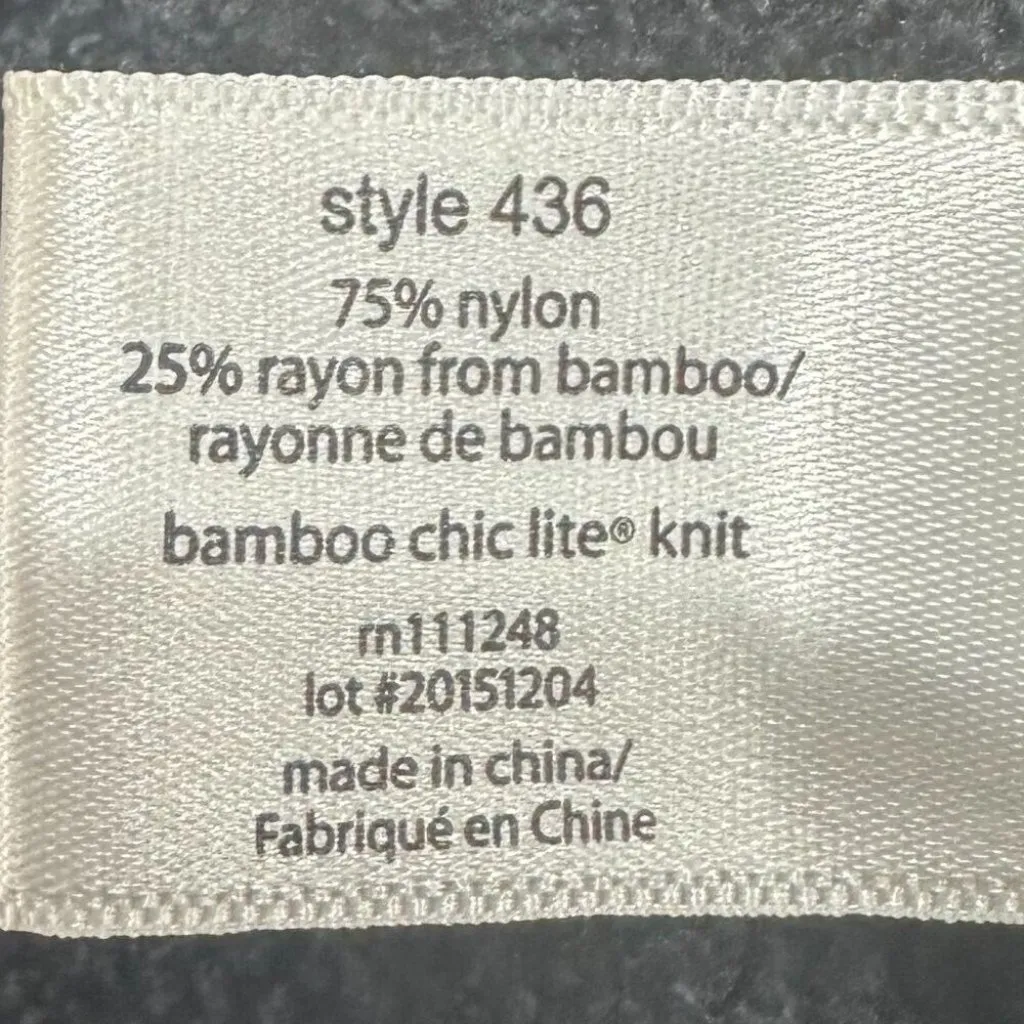 style 436
75% nylon
25% rayon from bamboo/
rayonne de bambou
bamboo chic lite® knit
rn111248
lot #20151204
made in china/
Fabriqué en Chine